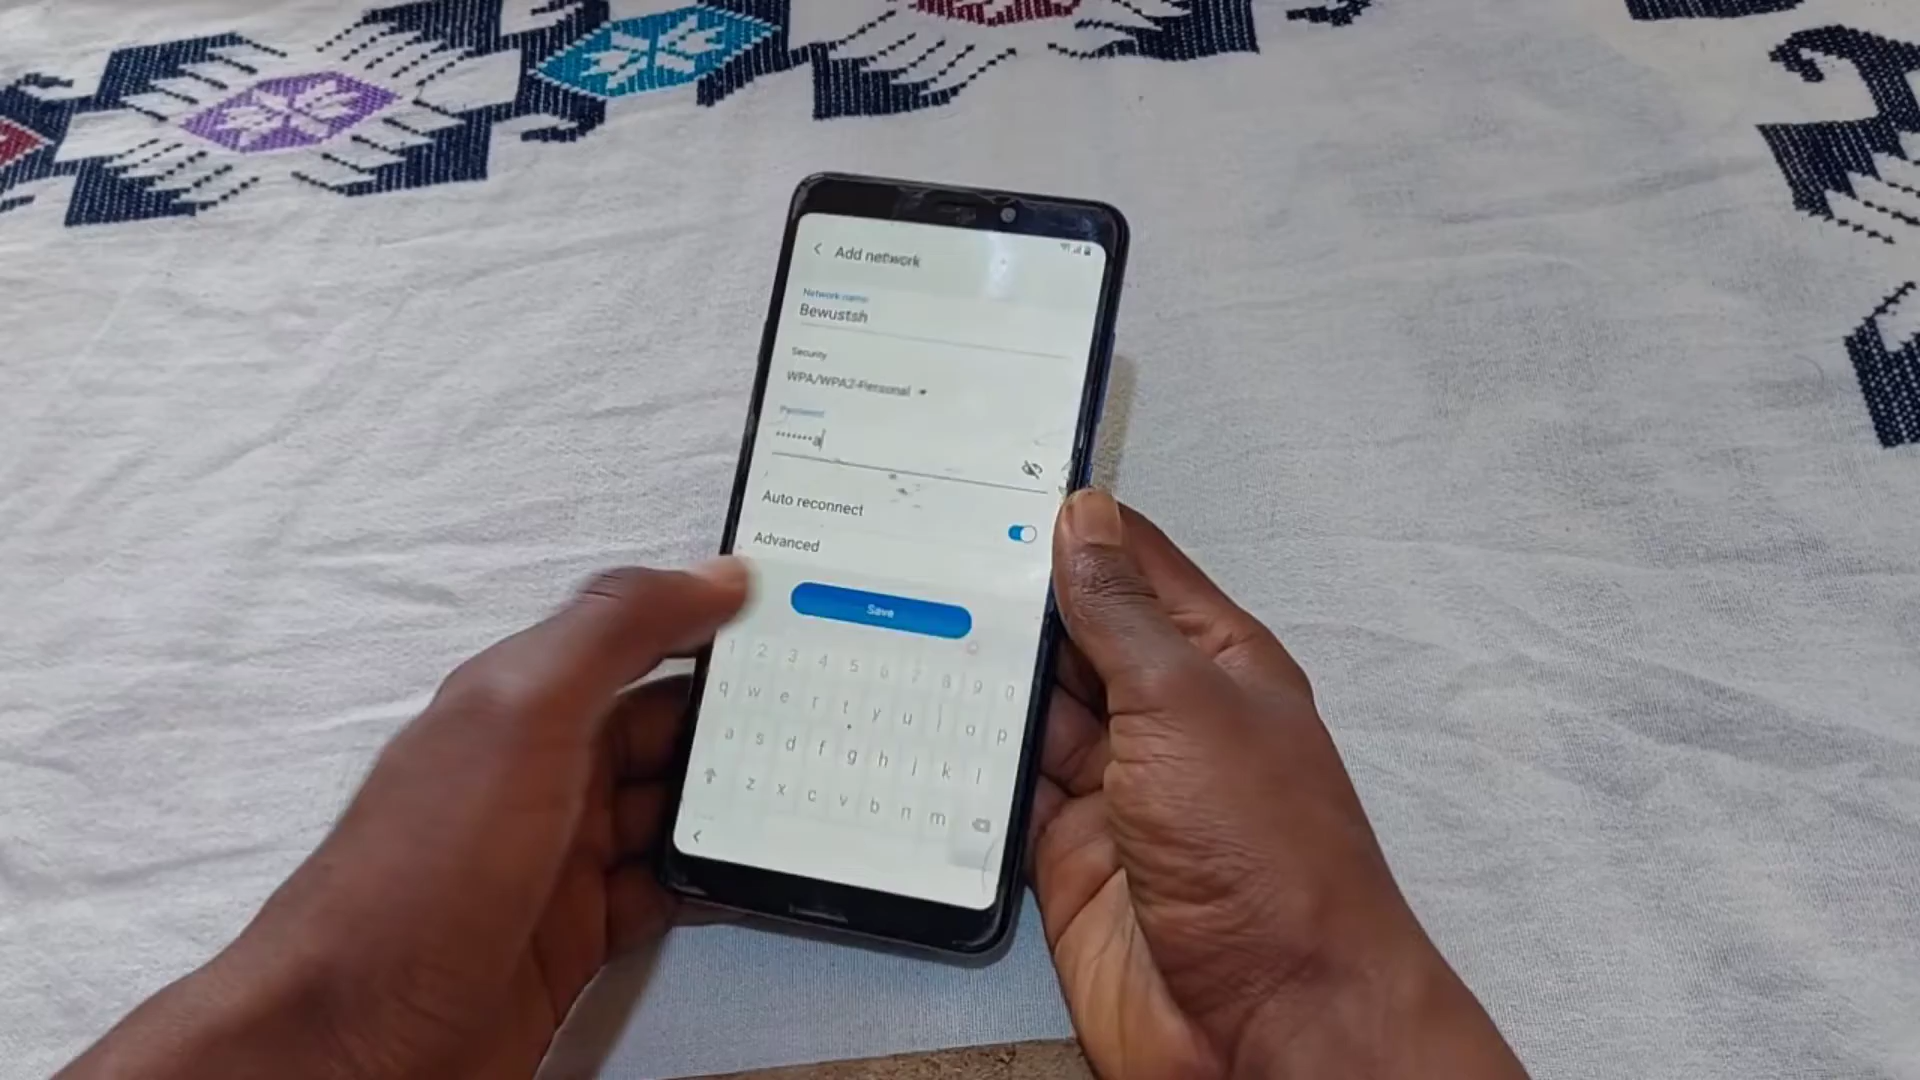 Add network
Network name
Bewustsh
Security
WPA/WPA2-Personal
Password
•••••••a
Auto reconnect
Advanced
Save
1 2 3 4 5 6 7 8 9 0
q w e r t y u i o p
a s d f g h j k l
z x c v b n m